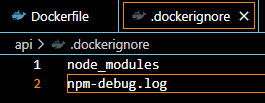 Dockerfile .dockerignore ×
api > .dockerignore
1 node_modules
2 npm-debug.log